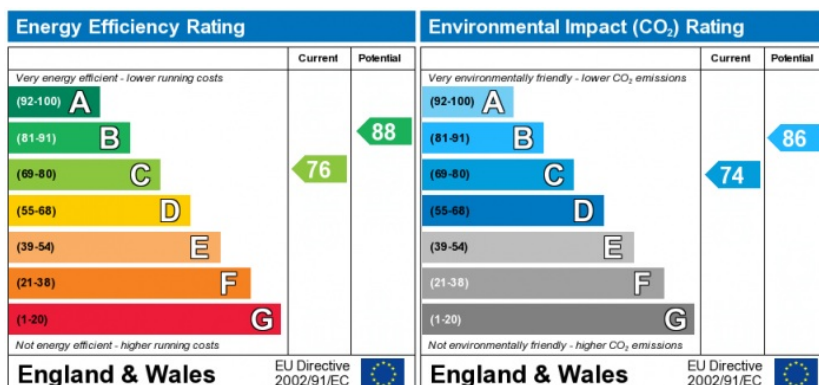 Energy Efficiency Rating
Current Potential
Very energy efficient - lower running costs
(92-100) A
(81-91) B
88
(69-80) C
76
(55-68) D
(39-54) E
(21-38) F
(1-20) G
Not energy efficient - higher running costs
England & Wales
EU Directive
2002/91/EC
Environmental Impact (CO₂) Rating
Current Potential
Very environmentally friendly - lower CO₂ emissions
(92-100) A
(81-91) B
86
(69-80) C
74
(55-68) D
(39-54) E
(21-38) F
(1-20) G
Not environmentally friendly - higher CO₂ emissions
England & Wales
EU Directive
2002/91/EC